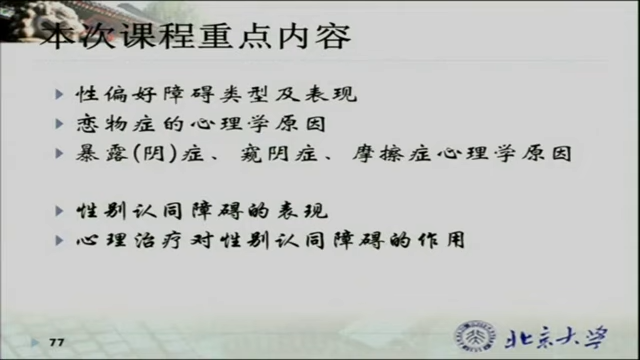 本次课程重点内容
性偏好障碍类型及表现
恋物症的心理学原因
暴露(阴)症、窥阴症、摩擦症心理学原因
性别认同障碍的表现
心理治疗对性别认同障碍的作用
77
北京大学